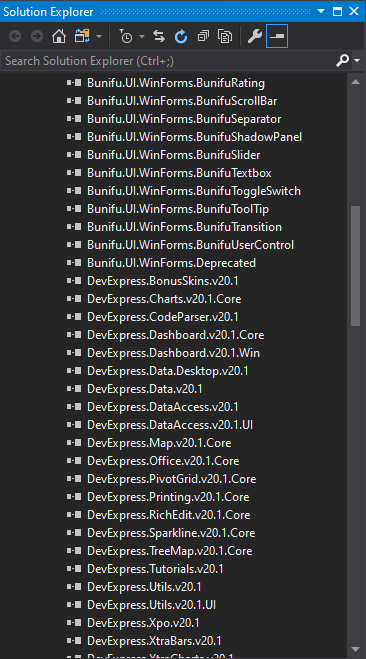 Solution Explorer
Search Solution Explorer (Ctrl+;)
Bunifu.UI.WinForms.BunifuRating
Bunifu.UI.WinForms.BunifuScrollBar
Bunifu.UI.WinForms.BunifuSeparator
Bunifu.UI.WinForms.BunifuShadowPanel
Bunifu.UI.WinForms.BunifuSlider
Bunifu.UI.WinForms.BunifuTextbox
Bunifu.UI.WinForms.BunifuToggleSwitch
Bunifu.UI.WinForms.BunifuToolTip
Bunifu.UI.WinForms.BunifuTransition
Bunifu.UI.WinForms.BunifuUserControl
Bunifu.UI.WinForms.Deprecated
DevExpress.BonusSkins.v20.1
DevExpress.Charts.v20.1.Core
DevExpress.CodeParser.v20.1
DevExpress.Dashboard.v20.1.Core
DevExpress.Dashboard.v20.1.Win
DevExpress.Data.Desktop.v20.1
DevExpress.Data.v20.1
DevExpress.DataAccess.v20.1
DevExpress.DataAccess.v20.1.UI
DevExpress.Map.v20.1.Core
DevExpress.Office.v20.1.Core
DevExpress.PivotGrid.v20.1.Core
DevExpress.Printing.v20.1.Core
DevExpress.RichEdit.v20.1.Core
DevExpress.Sparkline.v20.1.Core
DevExpress.TreeMap.v20.1.Core
DevExpress.Tutorials.v20.1
DevExpress.Utils.v20.1
DevExpress.Utils.v20.1.UI
DevExpress.Xpo.v20.1
DevExpress.XtraBars.v20.1
DevExpress.XtraCharts.v20.1